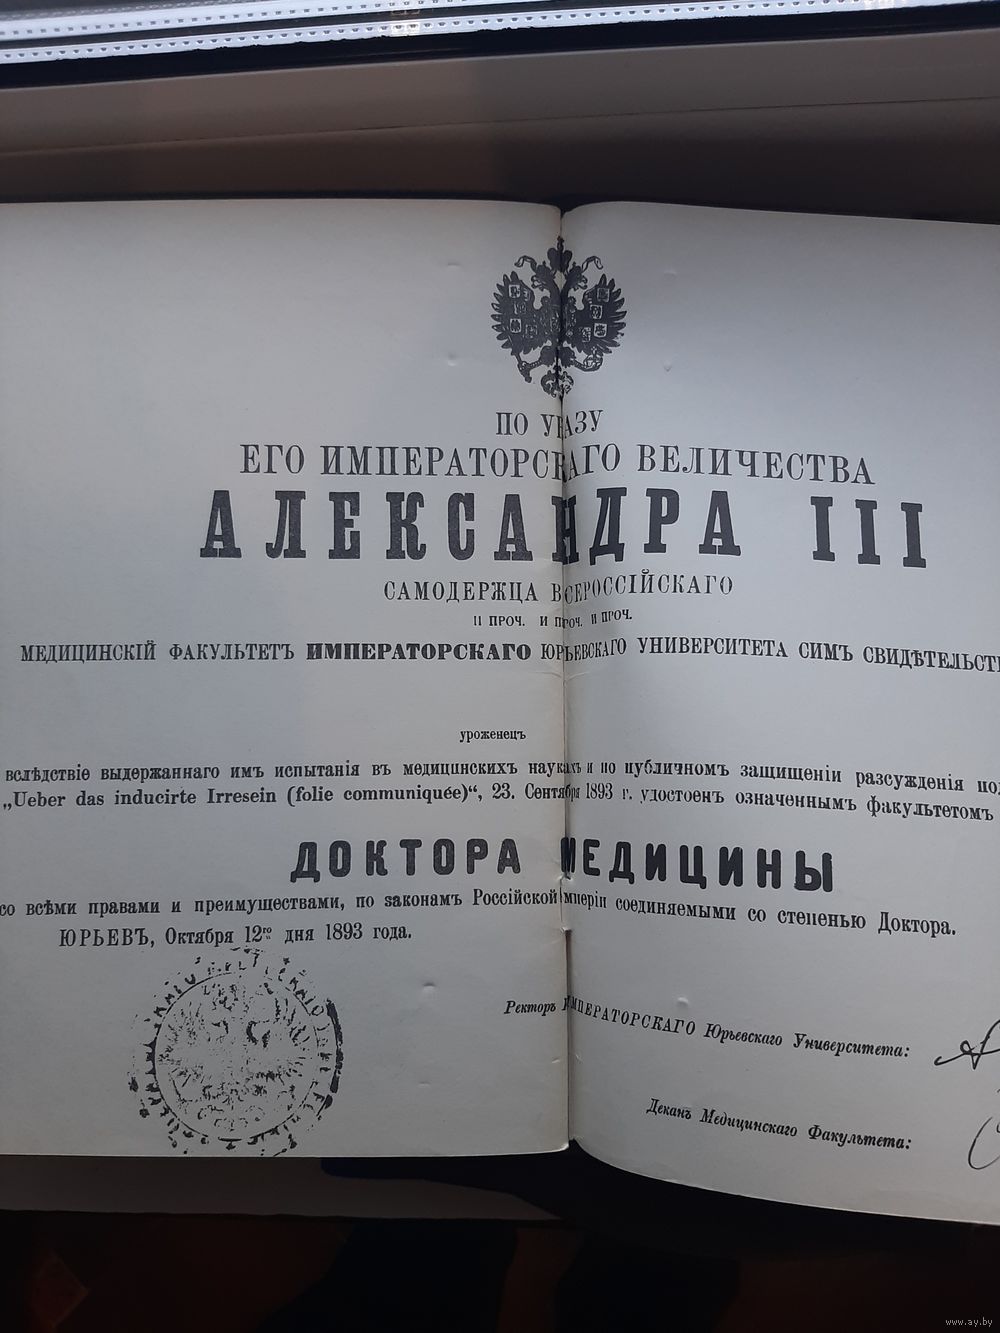 ПО УКАЗУ
ЕГО ИМПЕРАТОРСКАГО ВЕЛИЧЕСТВА
АЛЕКСАНДРА III
САМОДЕРЖЦА ВСЕРОССІЙСКАГО
И ПРОЧ. И ПРОЧ. И ПРОЧ.
МЕДИЦИНСКІЙ ФАКУЛЬТЕТЪ ИМПЕРАТОРСКАГО ЮРЬЕВСКАГО УНИВЕРСИТЕТА СИМЪ СВИДѢТЕЛЬСТ
уроженецъ
вслѣдствіе выдержаннаго имъ испытанія въ медицинскихъ наукахъ и по публичномъ защищеніи разсужденія по
„Ueber das inducirte Irresein (folie communiquée)“, 23. Сентября 1893 г. удостоенъ означеннымъ факультетомъ
ДОКТОРА МЕДИЦИНЫ
со всѣми правами и преимуществами, по законамъ Россійской Имперіи соединяемыми со степенью Доктора.
ЮРЬЕВЪ, Октября 12го дня 1893 года.
Ректоръ ИМПЕРАТОРСКАГО Юрьевскаго Университета:
Деканъ Медицинскаго Факультета:
www.ay.by